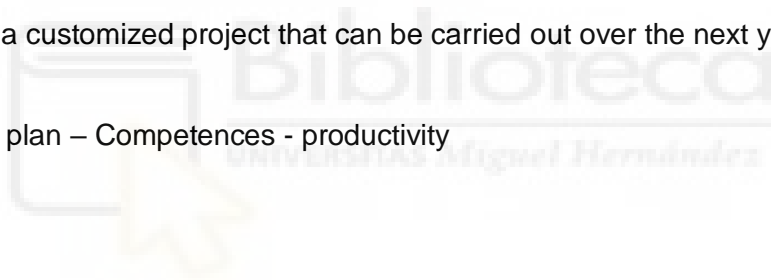 a customized project that can be carried out over the next y
plan – Competences - productivity
Biblioteca
UNIVERSITAS Miguel Hernández